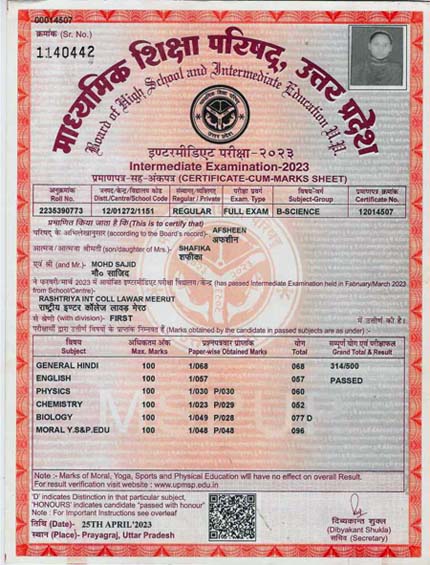 00014507
क्रमांक (Sr. No.)
1140442
माध्यमिक शिक्षा परिषद, उत्तर प्रदेश
Board of High School and Intermediate Education U.P.
इण्टरमीडिएट परीक्षा-२०२३
Intermediate Examination-2023
प्रमाणपत्र-सह-अंकपत्र (CERTIFICATE-CUM-MARKS SHEET)
अनुक्रमांक जनपद/केन्द्र/विद्यालय कोड संस्थागत/व्यक्तिगत परीक्षा प्रवर्ग विषय-वर्ग प्रमाणपत्र क्रमांक
Roll No. Distt./Centre/School Code Regular / Private Exam. Type Subject-Group Certificate No.
2235390773 12/01272/1151 REGULAR FULL EXAM B-SCIENCE 12014507
प्रमाणित किया जाता है कि(This is to certify that)
परिषद् के अभिलेखानुसार (according to the Board's record)- AFSHEEN
अफशीन
आत्मज / आत्मजा श्रीमती (son/daughter of Mrs.)- SHAFIKA
शफीका
एवं श्री (and Mr.)- MOHD SAJID
मौ० साजिद
ने फरवरी/मार्च 2023 में आयोजित इण्टरमीडिएट परीक्षा विद्यालय/केन्द्र (has passed Intermediate Examination held in February/March 2023
from School/Centre)-
RASHTRIYA INT COLL LAWAR MEERUT
राष्ट्रीय इण्टर कॉलेज लावड़ मेरठ
से श्रेणी (with division)- FIRST में उत्तीर्ण की है।
परीक्षार्थी द्वारा उत्तीर्ण विषयों के प्राप्तांक निम्नवत हैं (Marks obtained by the candidate in passed subjects are as under) :-
विषय अधिकतम अंक प्रश्नपत्रवार प्राप्तांक योग सम्पूर्ण योग एवं परीक्षाफल
Subject Max. Marks Paper-wise Obtained Marks Total Grand Total & Result
GENERAL HINDI 100 1/068 068 314/500
ENGLISH 100 1/057 057 PASSED
PHYSICS 100 1/030 P/030 060
CHEMISTRY 100 1/023 P/029 052
BIOLOGY 100 1/049 P/028 077 D
MORAL Y.S&P.EDU 100 1/048 P/048 096
Note :- Marks of Moral, Yoga, Sports and Physical Education will have no effect on overall Result.
For result verification visit website : www.upmsp.edu.in
'D' indicates Distinction in that particular subject,
'HONOURS' indicates candidate "passed with honour"
Note : For Important Instructions see overleaf
तिथि (Date)- 25TH APRIL'2023
स्थान (Place)- Prayagraj, Uttar Pradesh
दिव्यकान्त शुक्ल
(Dibyakant Shukla)
सचिव (Secretary)